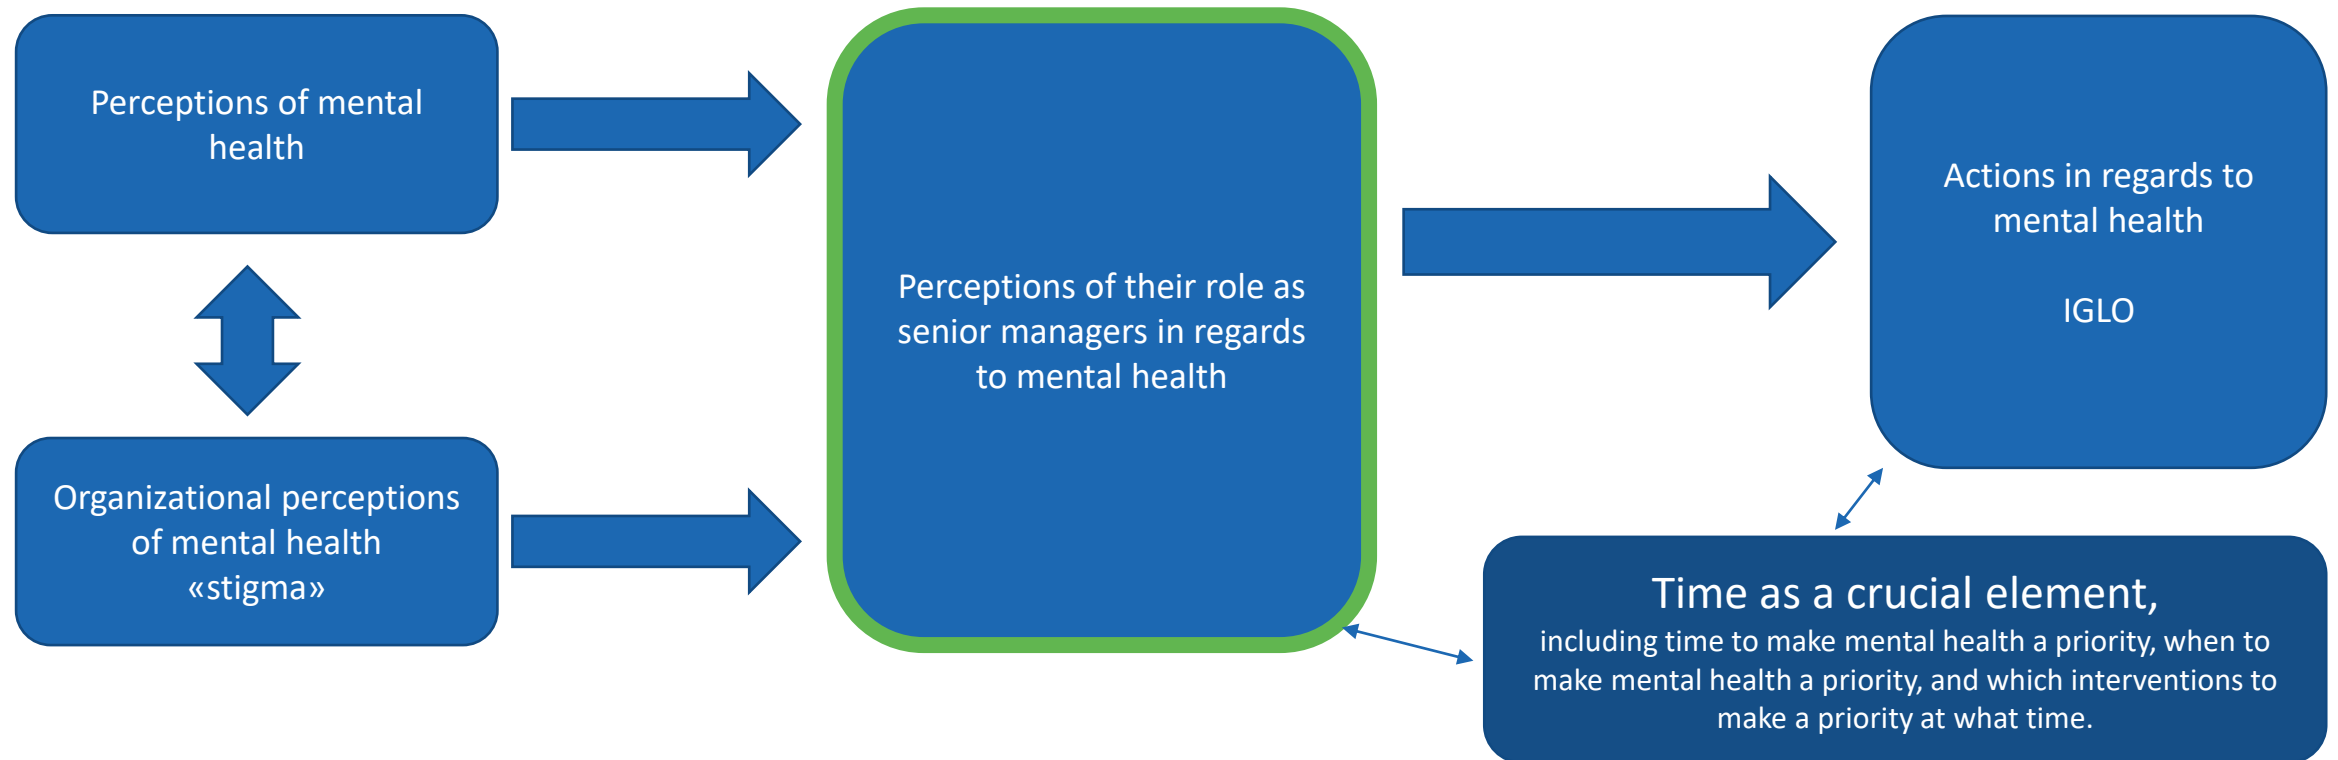 Perceptions of mental
health
Organizational perceptions
of mental health
«stigma»
Perceptions of their role as
senior managers in regards
to mental health
Actions in regards to
mental health
IGLO
Time as a crucial element,
including time to make mental health a priority, when to
make mental health a priority, and which interventions to
make a priority at what time.